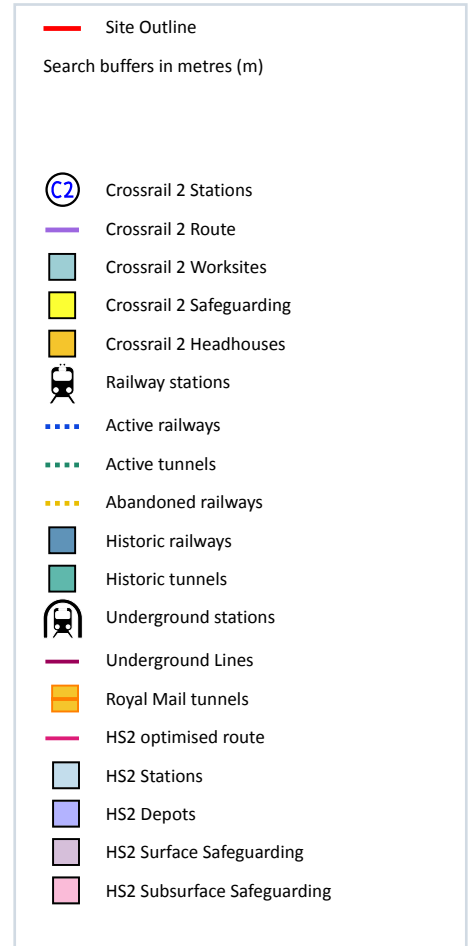 Site Outline
Search buffers in metres (m)
C2 Crossrail 2 Stations
Crossrail 2 Route
Crossrail 2 Worksites
Crossrail 2 Safeguarding
Crossrail 2 Headhouses
Railway stations
Active railways
Active tunnels
Abandoned railways
Historic railways
Historic tunnels
Underground stations
Underground Lines
Royal Mail tunnels
HS2 optimised route
HS2 Stations
HS2 Depots
HS2 Surface Safeguarding
HS2 Subsurface Safeguarding